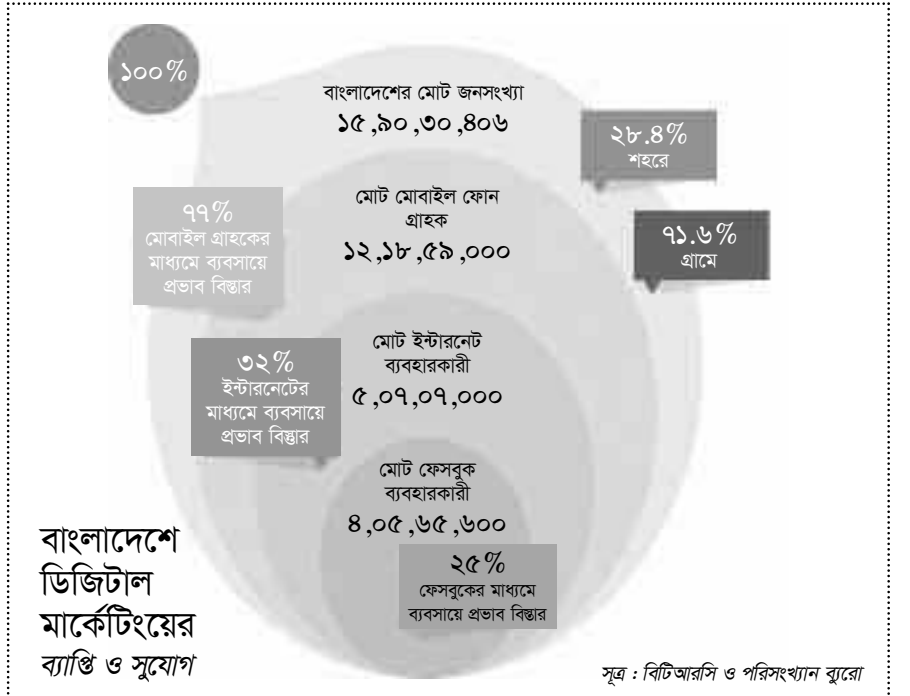 ১০০%
বাংলাদেশের মোট জনসংখ্যা
১৫,৯০,৩০,৪০৬
২৮.৪%
শহরে
মোট মোবাইল ফোন
গ্রাহক
১২,১৮,৫৯,০০০
৭৭%
মোবাইল গ্রাহকের
মাধ্যমে ব্যবসায়ে
প্রভাব বিস্তার
৭১.৬%
গ্রামে
মোট ইন্টারনেট
ব্যবহারকারী
৫,০৭,০৭,০০০
৩২%
ইন্টারনেটের
মাধ্যমে ব্যবসায়ে
প্রভাব বিস্তার
মোট ফেসবুক
ব্যবহারকারী
৪,০৫,৬৫,৬০০
২৫%
ফেসবুকের মাধ্যমে
ব্যবসায়ে প্রভাব বিস্তার
বাংলাদেশে
ডিজিটাল
মার্কেটিংয়ের
ব্যাপ্তি ও সুযোগ
সূত্র : বিটিআরসি ও পরিসংখ্যান ব্যুরো